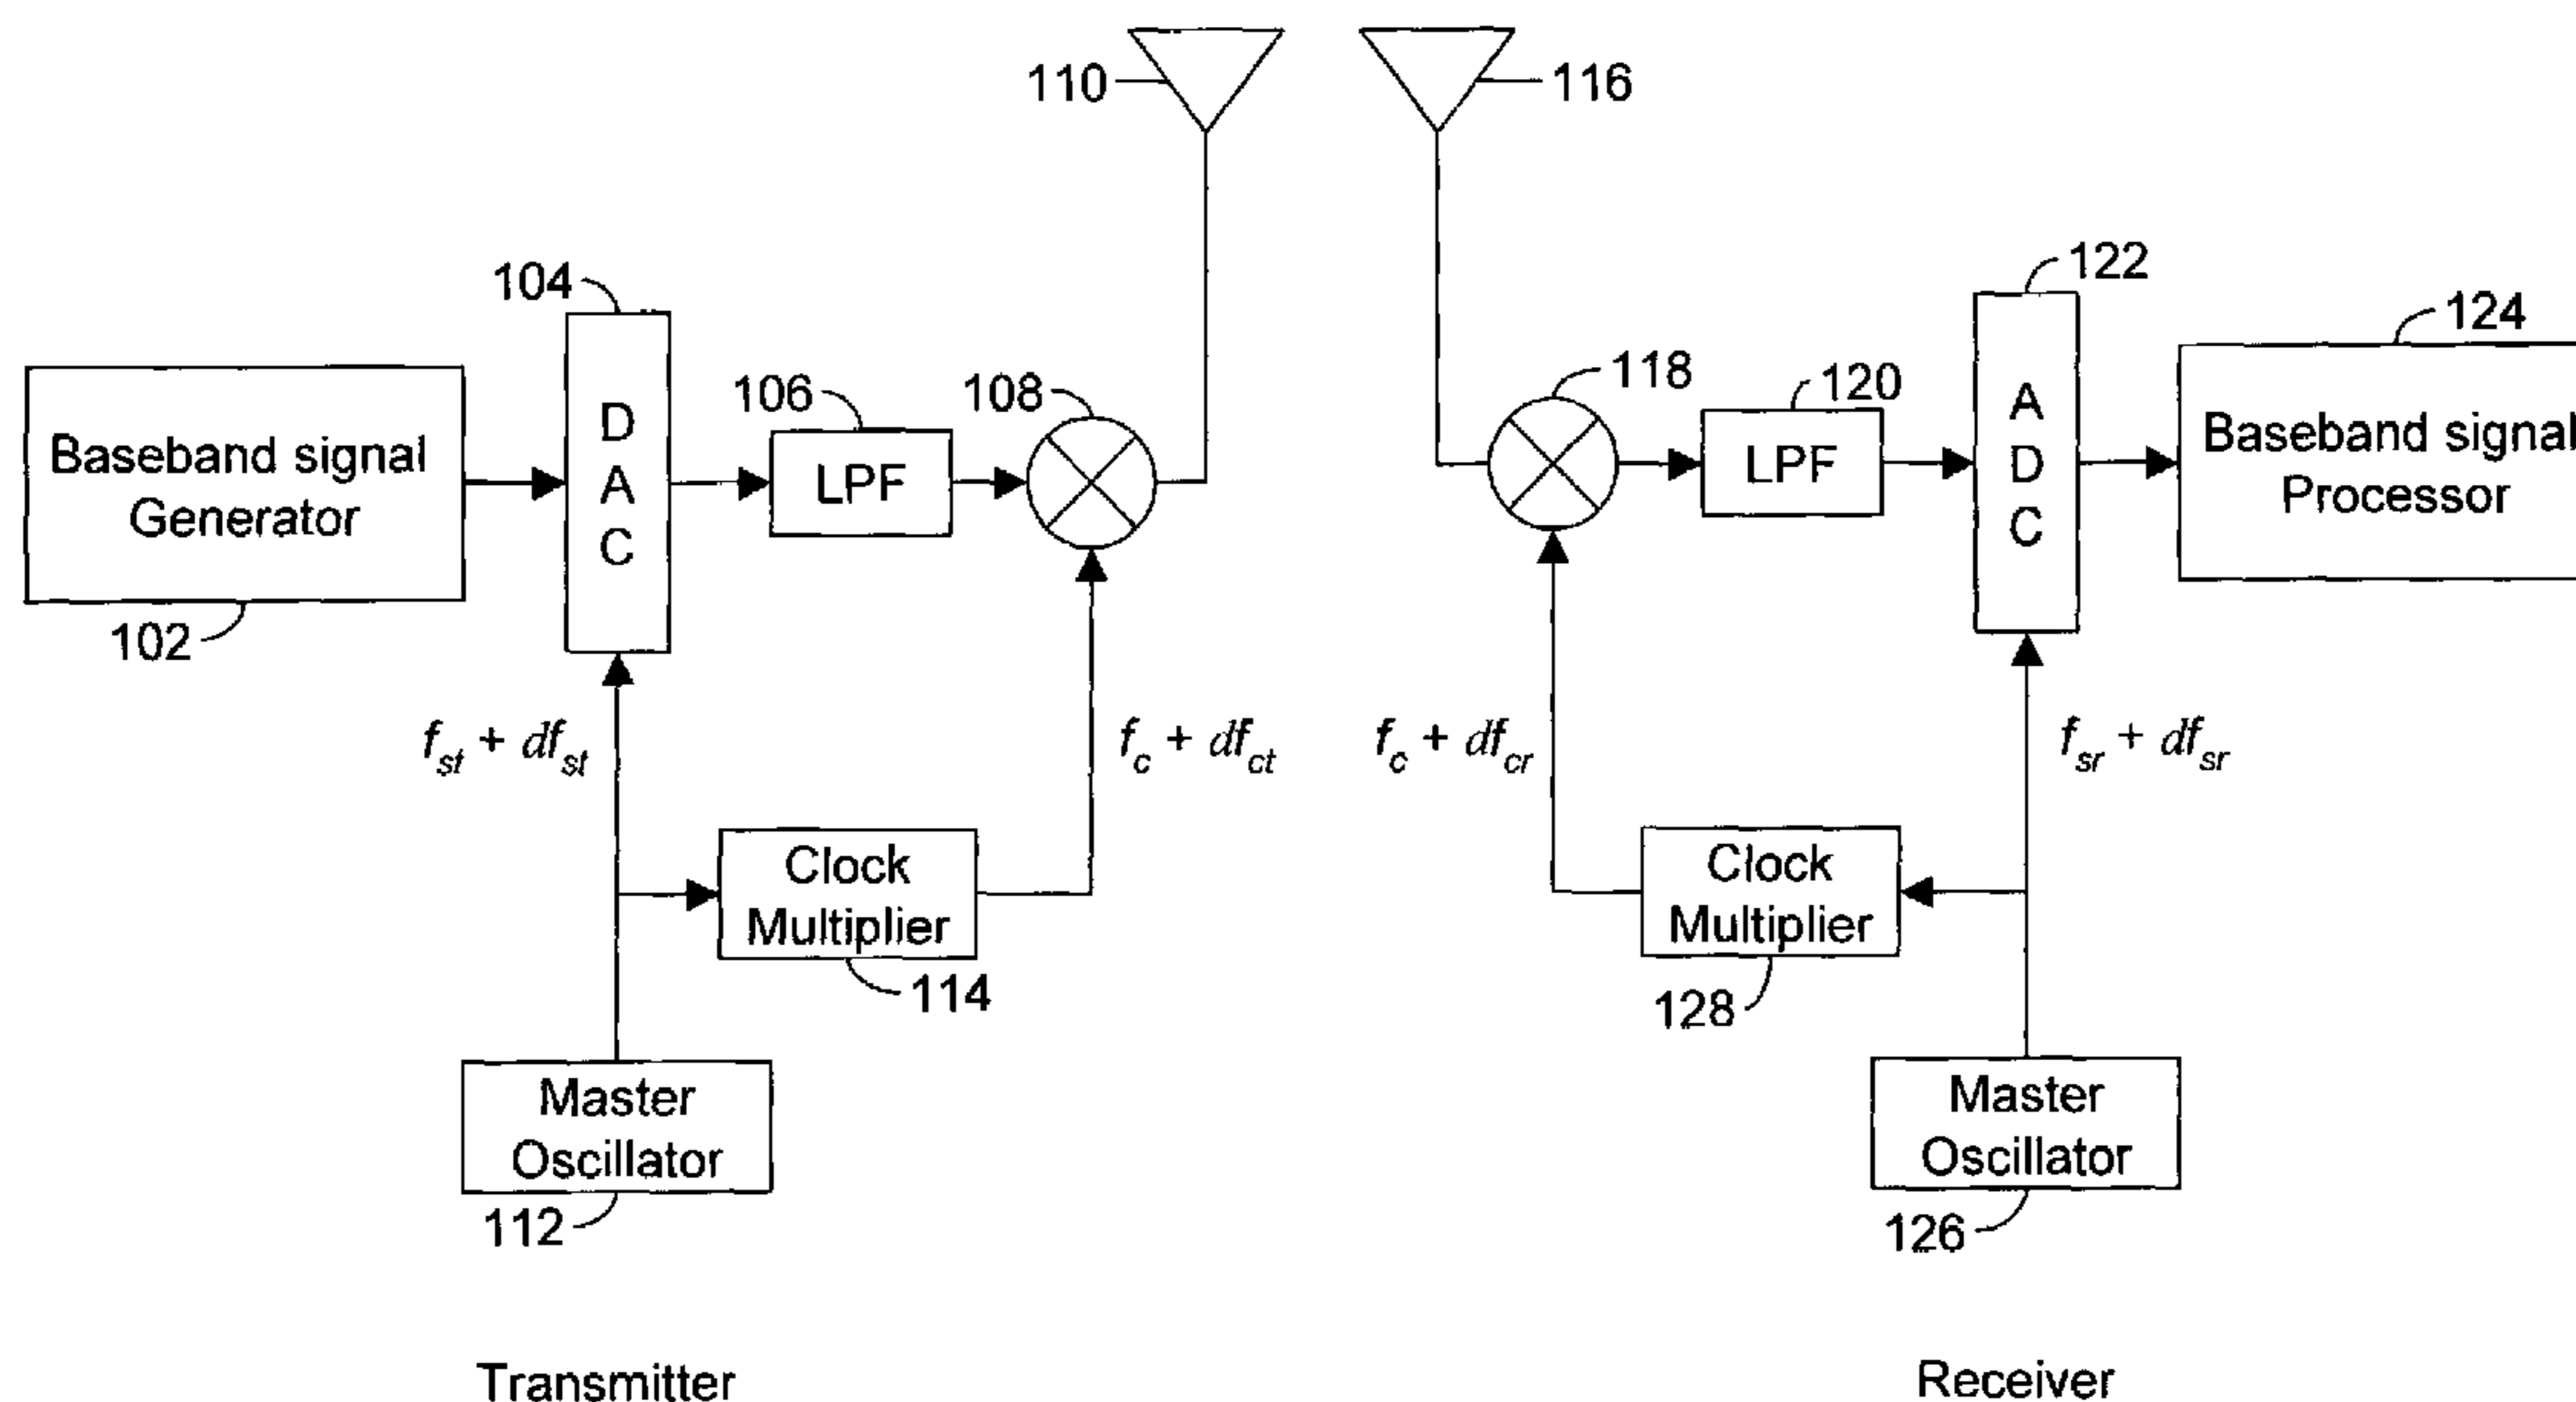 110
116
104
122
124
106
108
118
120
Baseband signal
Generator
D
A
C
LPF
LPF
A
D
C
Baseband signal
Processor
102
f_st + df_st
f_c + df_ct
f_c + df_cr
f_sr + df_sr
Clock
Multiplier
114
Clock
Multiplier
128
Master
Oscillator
112
Master
Oscillator
126
Transmitter
Receiver